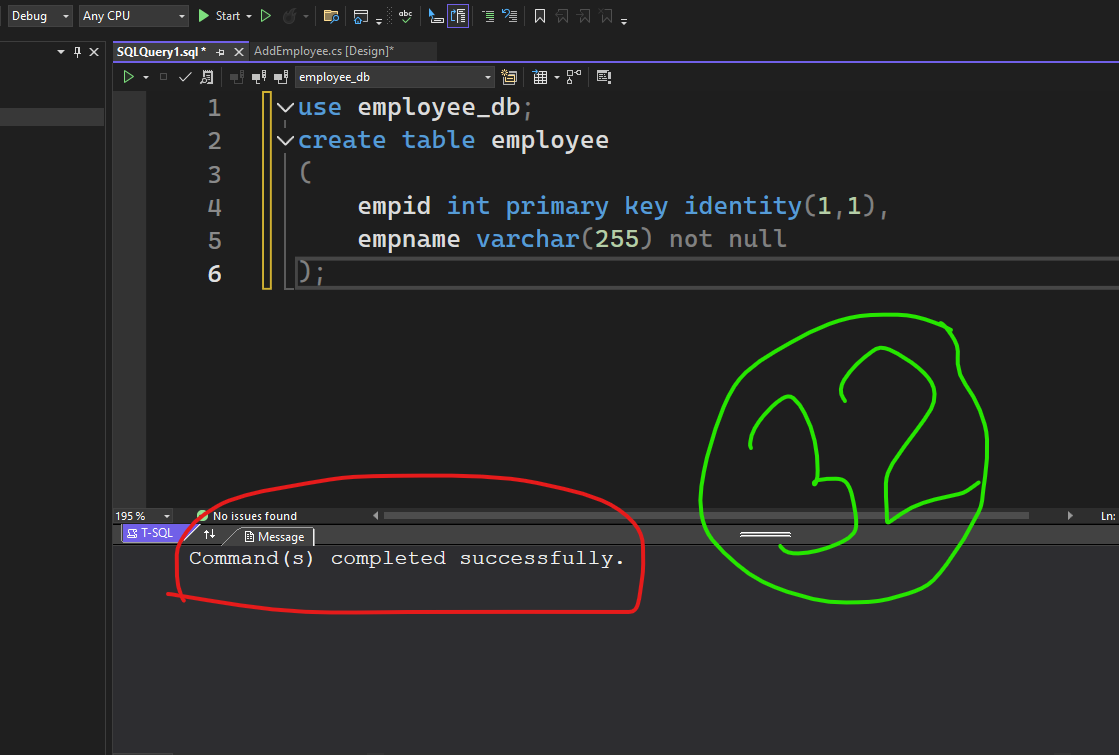 Debug Any CPU Start
SQLQuery1.sql * AddEmployee.cs [Design]*
employee_db
1 use employee_db;
2 create table employee
3 (
4 empid int primary key identity(1,1),
5 empname varchar(255) not null
6 );
32
195 % No issues found Ln:
T-SQL Message
Command(s) completed successfully.